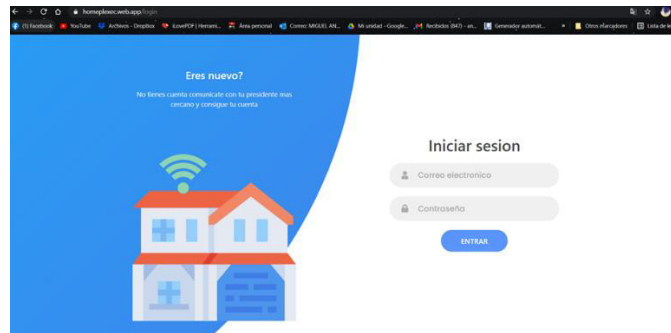 homeplexec.web.app/login
(1) Facebook YouTube Archivos - Dropbox iLovePDF | Herrami... Área personal Correo: MIGUEL AN... Mi unidad - Google... Recibidos (847) - an... Generador automát... » Otros marcadores Lista de
Eres nuevo?
No tienes cuenta comunicate con tu presidente mas
cercano y consigue tu cuenta
Iniciar sesion
Correo electronico
Contraseña
ENTRAR